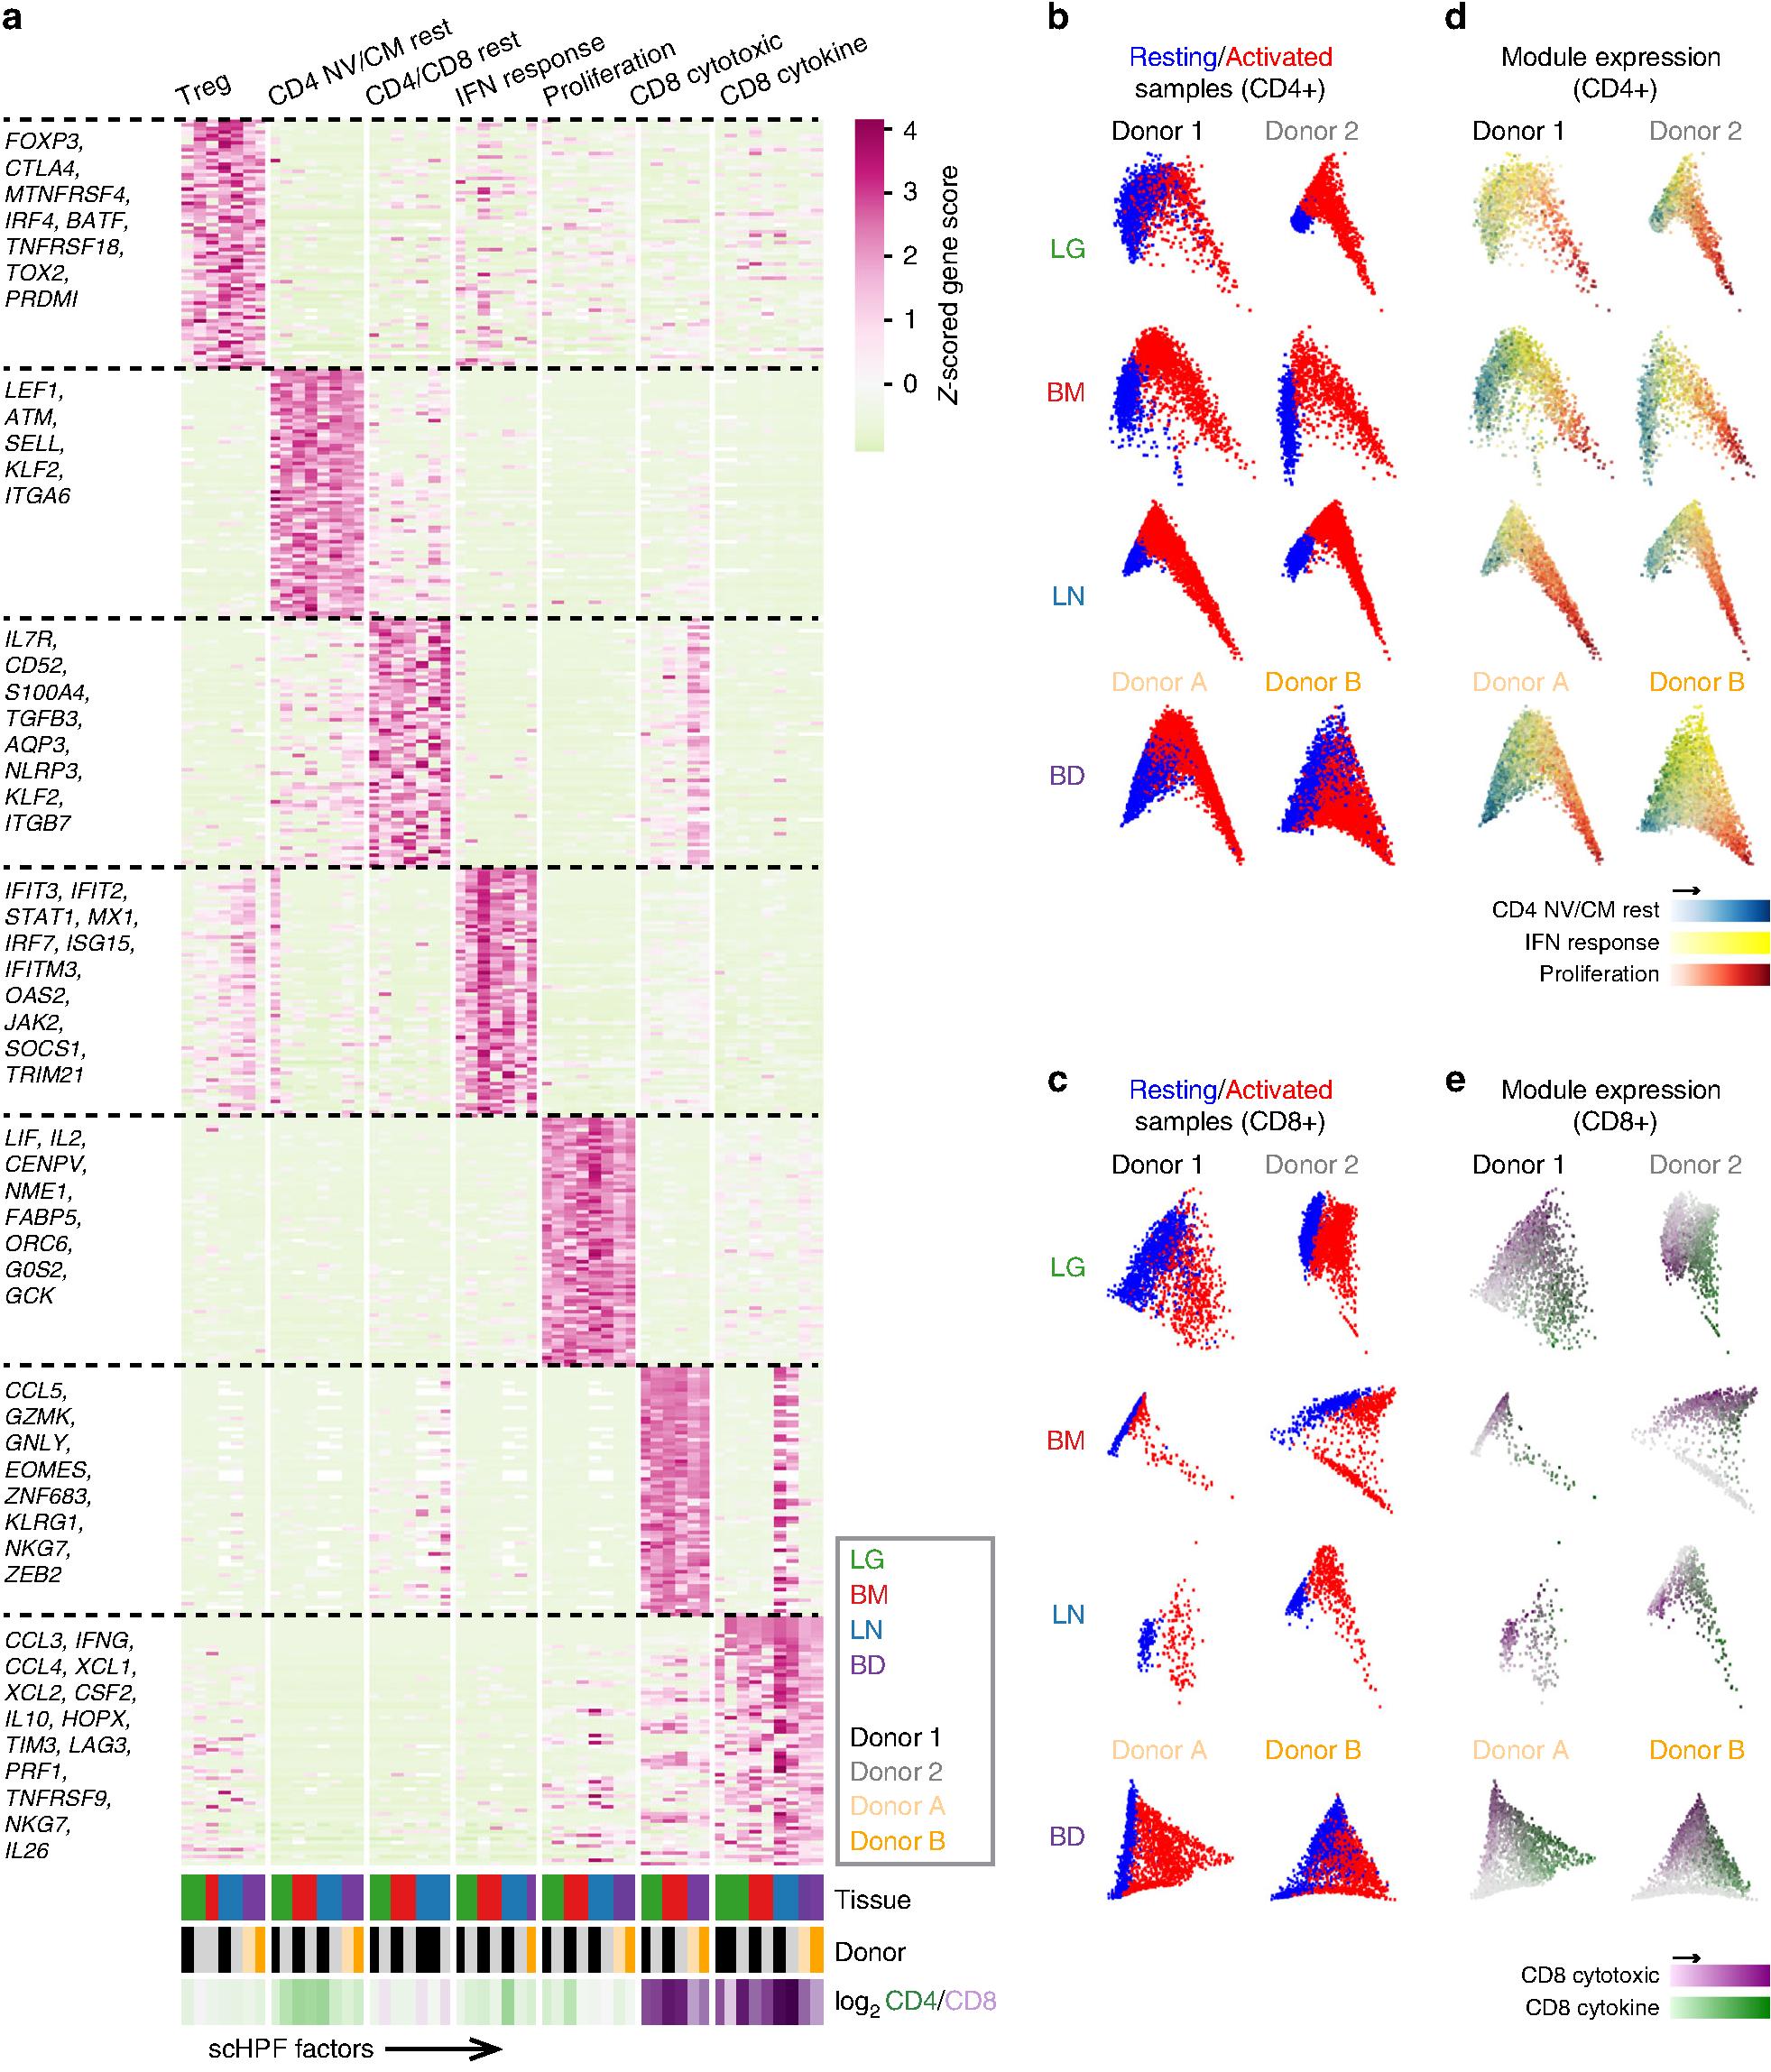 a
Treg
CD4 NV/CM rest
CD4/CD8 rest
IFN response
Proliferation
CD8 cytotoxic
CD8 cytokine
FOXP3,
CTLA4,
MTNFRSF4,
IRF4, BATF,
TNFRSF18,
TOX2,
PRDMI
LEF1,
ATM,
SELL,
KLF2,
ITGA6
IL7R,
CD52,
S100A4,
TGFB3,
AQP3,
NLRP3,
KLF2,
ITGB7
IFIT3, IFIT2,
STAT1, MX1,
IRF7, ISG15,
IFITM3,
OAS2,
JAK2,
SOCS1,
TRIM21
LIF, IL2,
CENPV,
NME1,
FABP5,
ORC6,
G0S2,
GCK
CCL5,
GZMK,
GNLY,
EOMES,
ZNF683,
KLRG1,
NKG7,
ZEB2
CCL3, IFNG,
CCL4, XCL1,
XCL2, CSF2,
IL10, HOPX,
TIM3, LAG3,
PRF1,
TNFRSF9,
NKG7,
IL26
4
3
2
1
0
Z-scored gene score
LG
BM
LN
BD
Donor 1
Donor 2
Donor A
Donor B
Tissue
Donor
log2 CD4/CD8
scHPF factors
b
Resting/Activated
samples (CD4+)
Donor 1 Donor 2
LG
BM
LN
Donor A Donor B
BD
d
Module expression
(CD4+)
Donor 1 Donor 2
Donor A Donor B
CD4 NV/CM rest
IFN response
Proliferation
c
Resting/Activated
samples (CD8+)
Donor 1 Donor 2
LG
BM
LN
Donor A Donor B
BD
e
Module expression
(CD8+)
Donor 1 Donor 2
Donor A Donor B
CD8 cytotoxic
CD8 cytokine